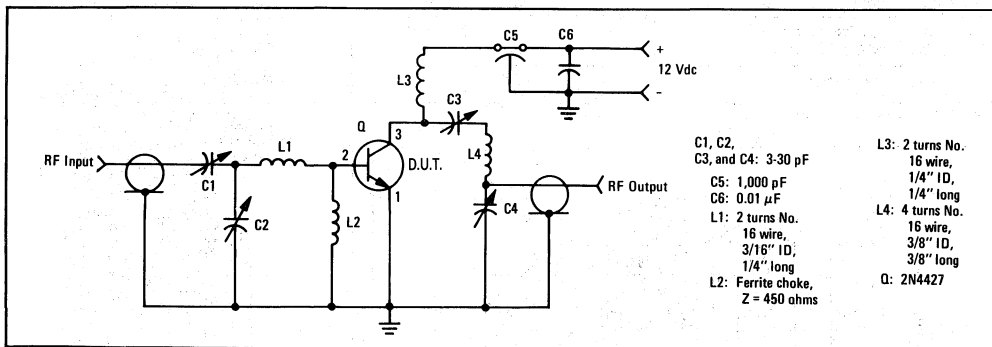 C5
C6
+
12 Vdc
-
L3
C3
Q
3
L4
RF Input
C1
L1
2
D.U.T.
1
RF Output
C2
L2
C4
C1, C2,
C3, and C4: 3-30 pF
C5: 1,000 pF
C6: 0.01 μF
L1: 2 turns No.
16 wire,
3/16" ID,
1/4" long
L2: Ferrite choke,
Z = 450 ohms
L3: 2 turns No.
16 wire,
1/4" ID,
1/4" long
L4: 4 turns No.
16 wire,
3/8" ID,
3/8" long
Q: 2N4427